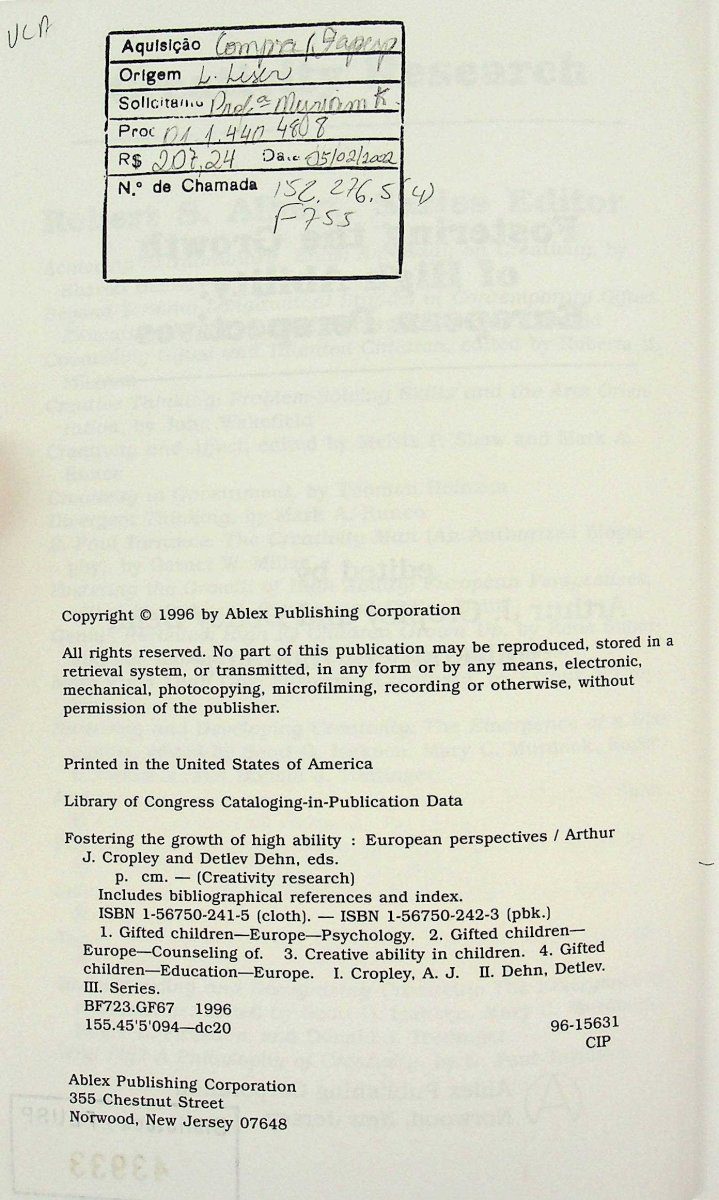 VCA
Aquisição Compra / Fapesp
Origem L. Liser
Solicitante Prof.ª Miriam K.
Proc 01 1.440 4808
R$ 207,24 Data 05/02/2002
N.º de Chamada 152.276.5(4)
F755
Copyright © 1996 by Ablex Publishing Corporation
All rights reserved. No part of this publication may be reproduced, stored in a
retrieval system, or transmitted, in any form or by any means, electronic,
mechanical, photocopying, microfilming, recording or otherwise, without
permission of the publisher.
Printed in the United States of America
Library of Congress Cataloging-in-Publication Data
Fostering the growth of high ability : European perspectives / Arthur
J. Cropley and Detlev Dehn, eds.
p. cm. — (Creativity research)
Includes bibliographical references and index.
ISBN 1-56750-241-5 (cloth). — ISBN 1-56750-242-3 (pbk.)
1. Gifted children—Europe—Psychology. 2. Gifted children—
Europe—Counseling of. 3. Creative ability in children. 4. Gifted
children—Education—Europe. I. Cropley, A. J. II. Dehn, Detlev.
III. Series.
BF723.GF67 1996
155.45'5'094—dc20
96-15631
CIP
Ablex Publishing Corporation
355 Chestnut Street
Norwood, New Jersey 07648
43933